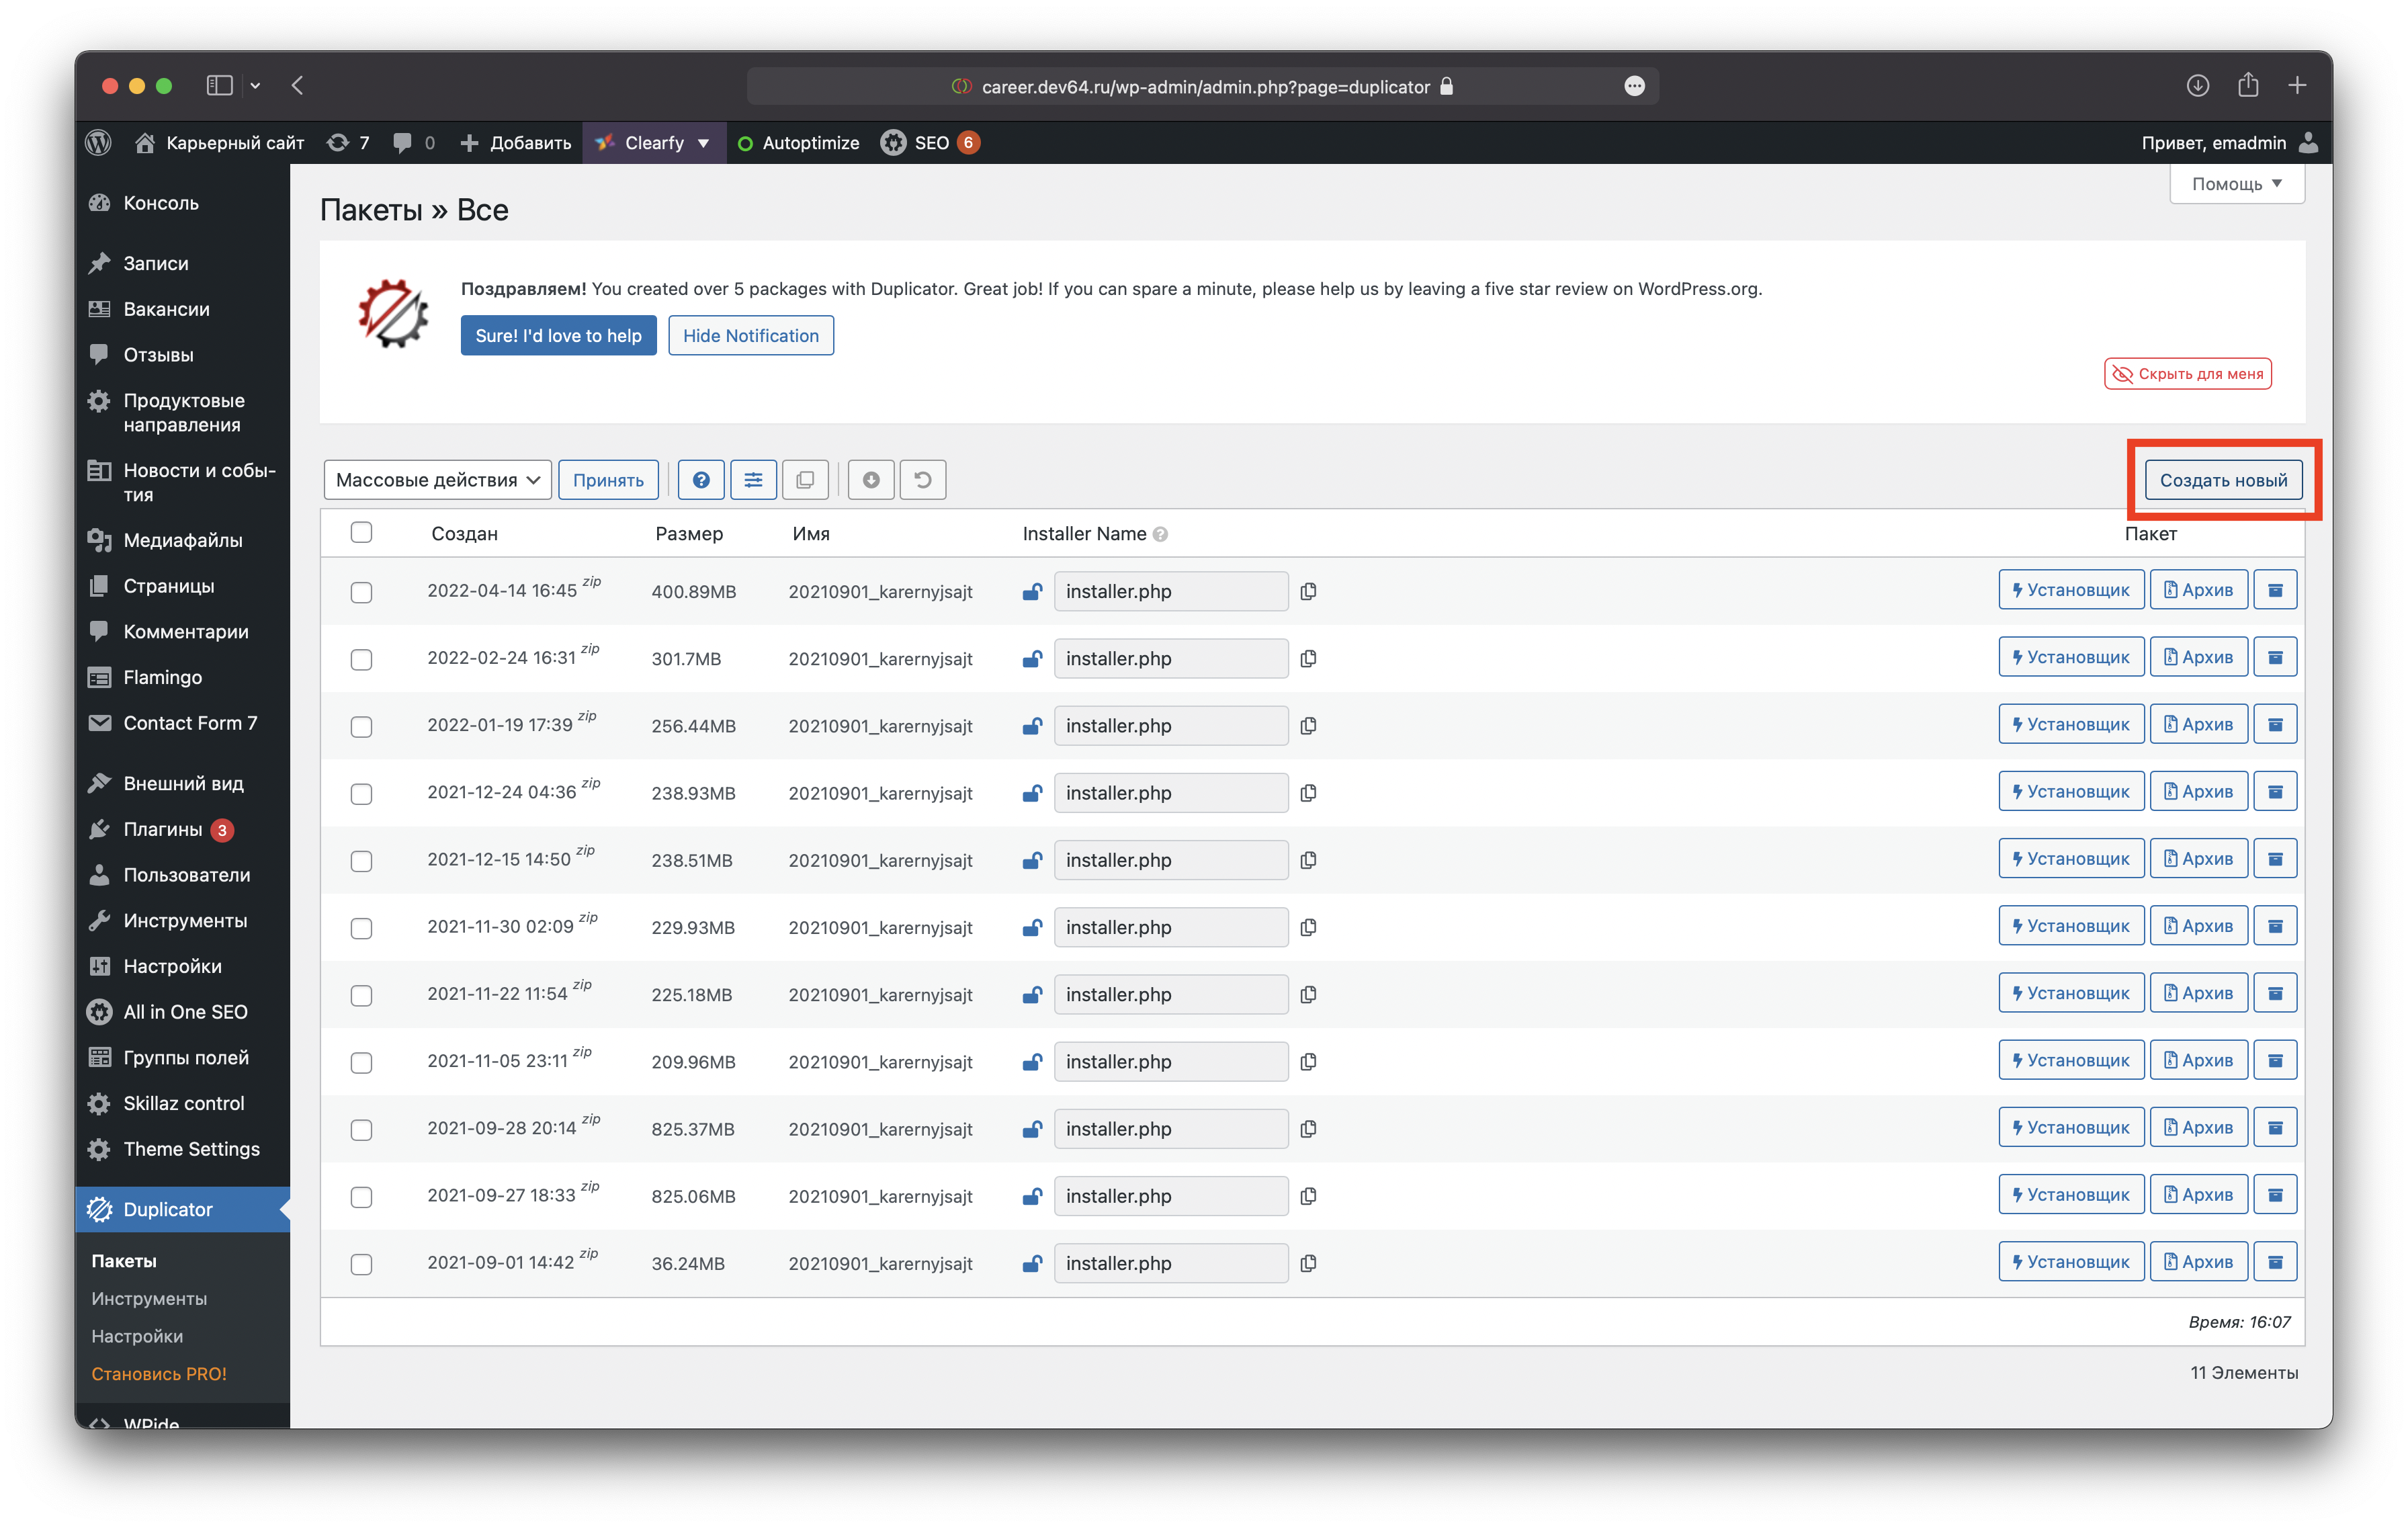 career.dev64.ru/wp-admin/admin.php?page=duplicator
Карьерный сайт 7 0 Добавить Clearfy ▼ Autoptimize SEO 6 Привет, emadmin
Помощь ▼
Консоль
Записи
Вакансии
Отзывы
Продуктовые
направления
Новости и собы-
тия
Медиафайлы
Страницы
Комментарии
Flamingo
Contact Form 7
Внешний вид
Плагины 3
Пользователи
Инструменты
Настройки
All in One SEO
Группы полей
Skillaz control
Theme Settings
Duplicator
Пакеты
Инструменты
Настройки
Становись PRO!
WPide
Пакеты » Все
Поздравляем! You created over 5 packages with Duplicator. Great job! If you can spare a minute, please help us by leaving a five star review on WordPress.org.
Sure! I'd love to help Hide Notification
Скрыть для меня
Массовые действия Принять Создать новый
Создан Размер Имя Installer Name Пакет
2022-04-14 16:45 zip 400.89MB 20210901_karernyjsajt installer.php Установщик Архив
2022-02-24 16:31 zip 301.7MB 20210901_karernyjsajt installer.php Установщик Архив
2022-01-19 17:39 zip 256.44MB 20210901_karernyjsajt installer.php Установщик Архив
2021-12-24 04:36 zip 238.93MB 20210901_karernyjsajt installer.php Установщик Архив
2021-12-15 14:50 zip 238.51MB 20210901_karernyjsajt installer.php Установщик Архив
2021-11-30 02:09 zip 229.93MB 20210901_karernyjsajt installer.php Установщик Архив
2021-11-22 11:54 zip 225.18MB 20210901_karernyjsajt installer.php Установщик Архив
2021-11-05 23:11 zip 209.96MB 20210901_karernyjsajt installer.php Установщик Архив
2021-09-28 20:14 zip 825.37MB 20210901_karernyjsajt installer.php Установщик Архив
2021-09-27 18:33 zip 825.06MB 20210901_karernyjsajt installer.php Установщик Архив
2021-09-01 14:42 zip 36.24MB 20210901_karernyjsajt installer.php Установщик Архив
Время: 16:07
11 Элементы